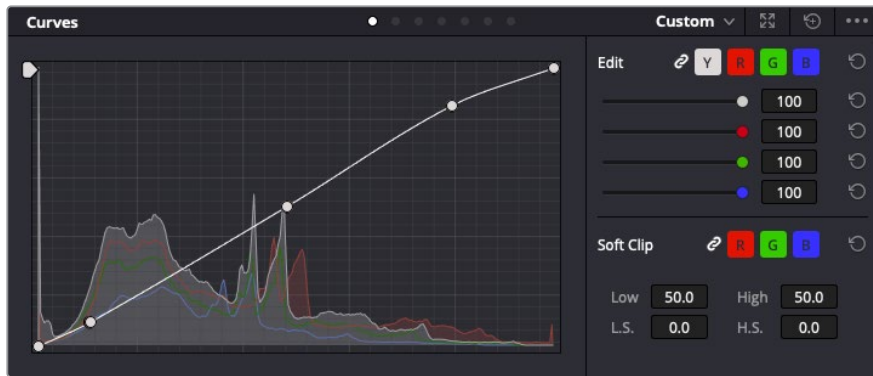 Curves Custom
Edit Y R G B
100
100
100
100
Soft Clip R G B
Low 50.0 High 50.0
L.S. 0.0 H.S. 0.0